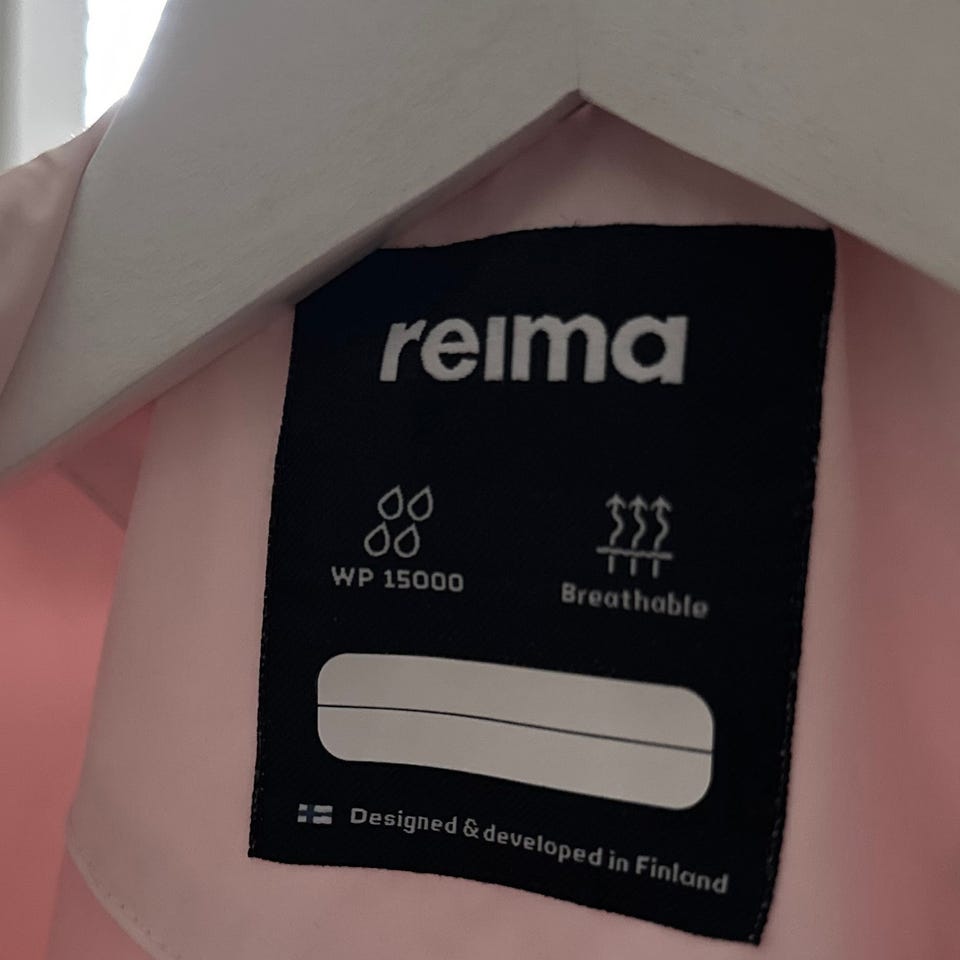 reima
WP 15000
Breathable
Designed & developed in Finland